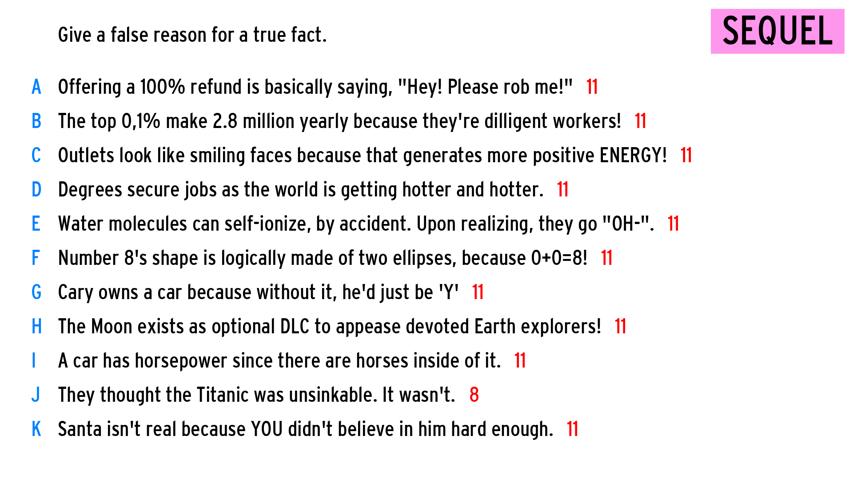 Give a false reason for a true fact.
SEQUEL
A Offering a 100% refund is basically saying, "Hey! Please rob me!" 11
B The top 0,1% make 2.8 million yearly because they're dilligent workers! 11
C Outlets look like smiling faces because that generates more positive ENERGY! 11
D Degrees secure jobs as the world is getting hotter and hotter. 11
E Water molecules can self-ionize, by accident. Upon realizing, they go "OH-". 11
F Number 8's shape is logically made of two ellipses, because 0+0=8! 11
G Cary owns a car because without it, he'd just be 'Y' 11
H The Moon exists as optional DLC to appease devoted Earth explorers! 11
I A car has horsepower since there are horses inside of it. 11
J They thought the Titanic was unsinkable. It wasn't. 8
K Santa isn't real because YOU didn't believe in him hard enough. 11